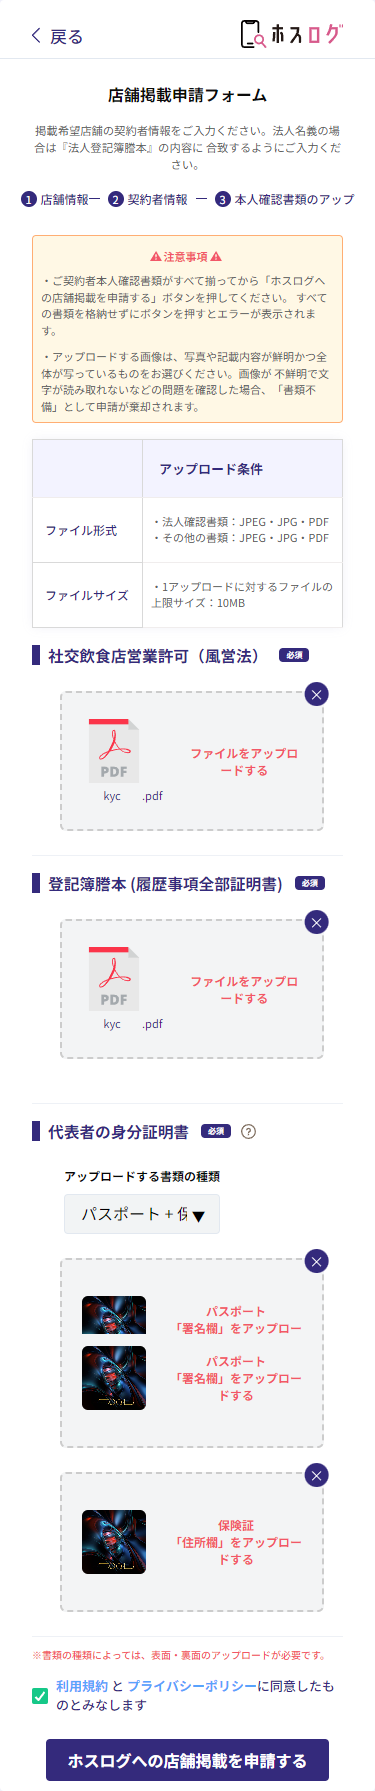 戻る
ホスログ
店舗掲載申請フォーム
掲載希望店舗の契約者情報をご入力ください。法人名義の場
合は『法人登記簿謄本』の内容に 合致するようにご入力くだ
さい。
1 店舗情報 2 契約者情報 3 本人確認書類のアップ
注意事項
・ご契約者本人確認書類がすべて揃ってから「ホスログへ
の店舗掲載を申請する」ボタンを押してください。 すべて
の書類を格納せずにボタンを押すとエラーが表示されま
す。
・アップロードする画像は、写真や記載内容が鮮明かつ全
体が写っているものをお選びください。画像が 不鮮明で文
字が読み取れないなどの問題を確認した場合、「書類不
備」として申請が棄却されます。
アップロード条件
ファイル形式
・法人確認書類：JPEG・JPG・PDF
・その他の書類：JPEG・JPG・PDF
ファイルサイズ
・1アップロードに対するファイルの
上限サイズ：10MB
社交飲食店営業許可（風営法） 必須
PDF
kyc .pdf
ファイルをアップロ
ードする
登記簿謄本 (履歴事項全部証明書) 必須
PDF
kyc .pdf
ファイルをアップロ
ードする
代表者の身分証明書 必須 ?
アップロードする書類の種類
パスポート + 保
パスポート
「署名欄」をアップロー
パスポート
「署名欄」をアップロー
ドする
保険証
「住所欄」をアップロー
ドする
※書類の種類によっては、表面・裏面のアップロードが必要です。
利用規約 と プライバシーポリシーに同意したも
のとみなします
ホスログへの店舗掲載を申請する